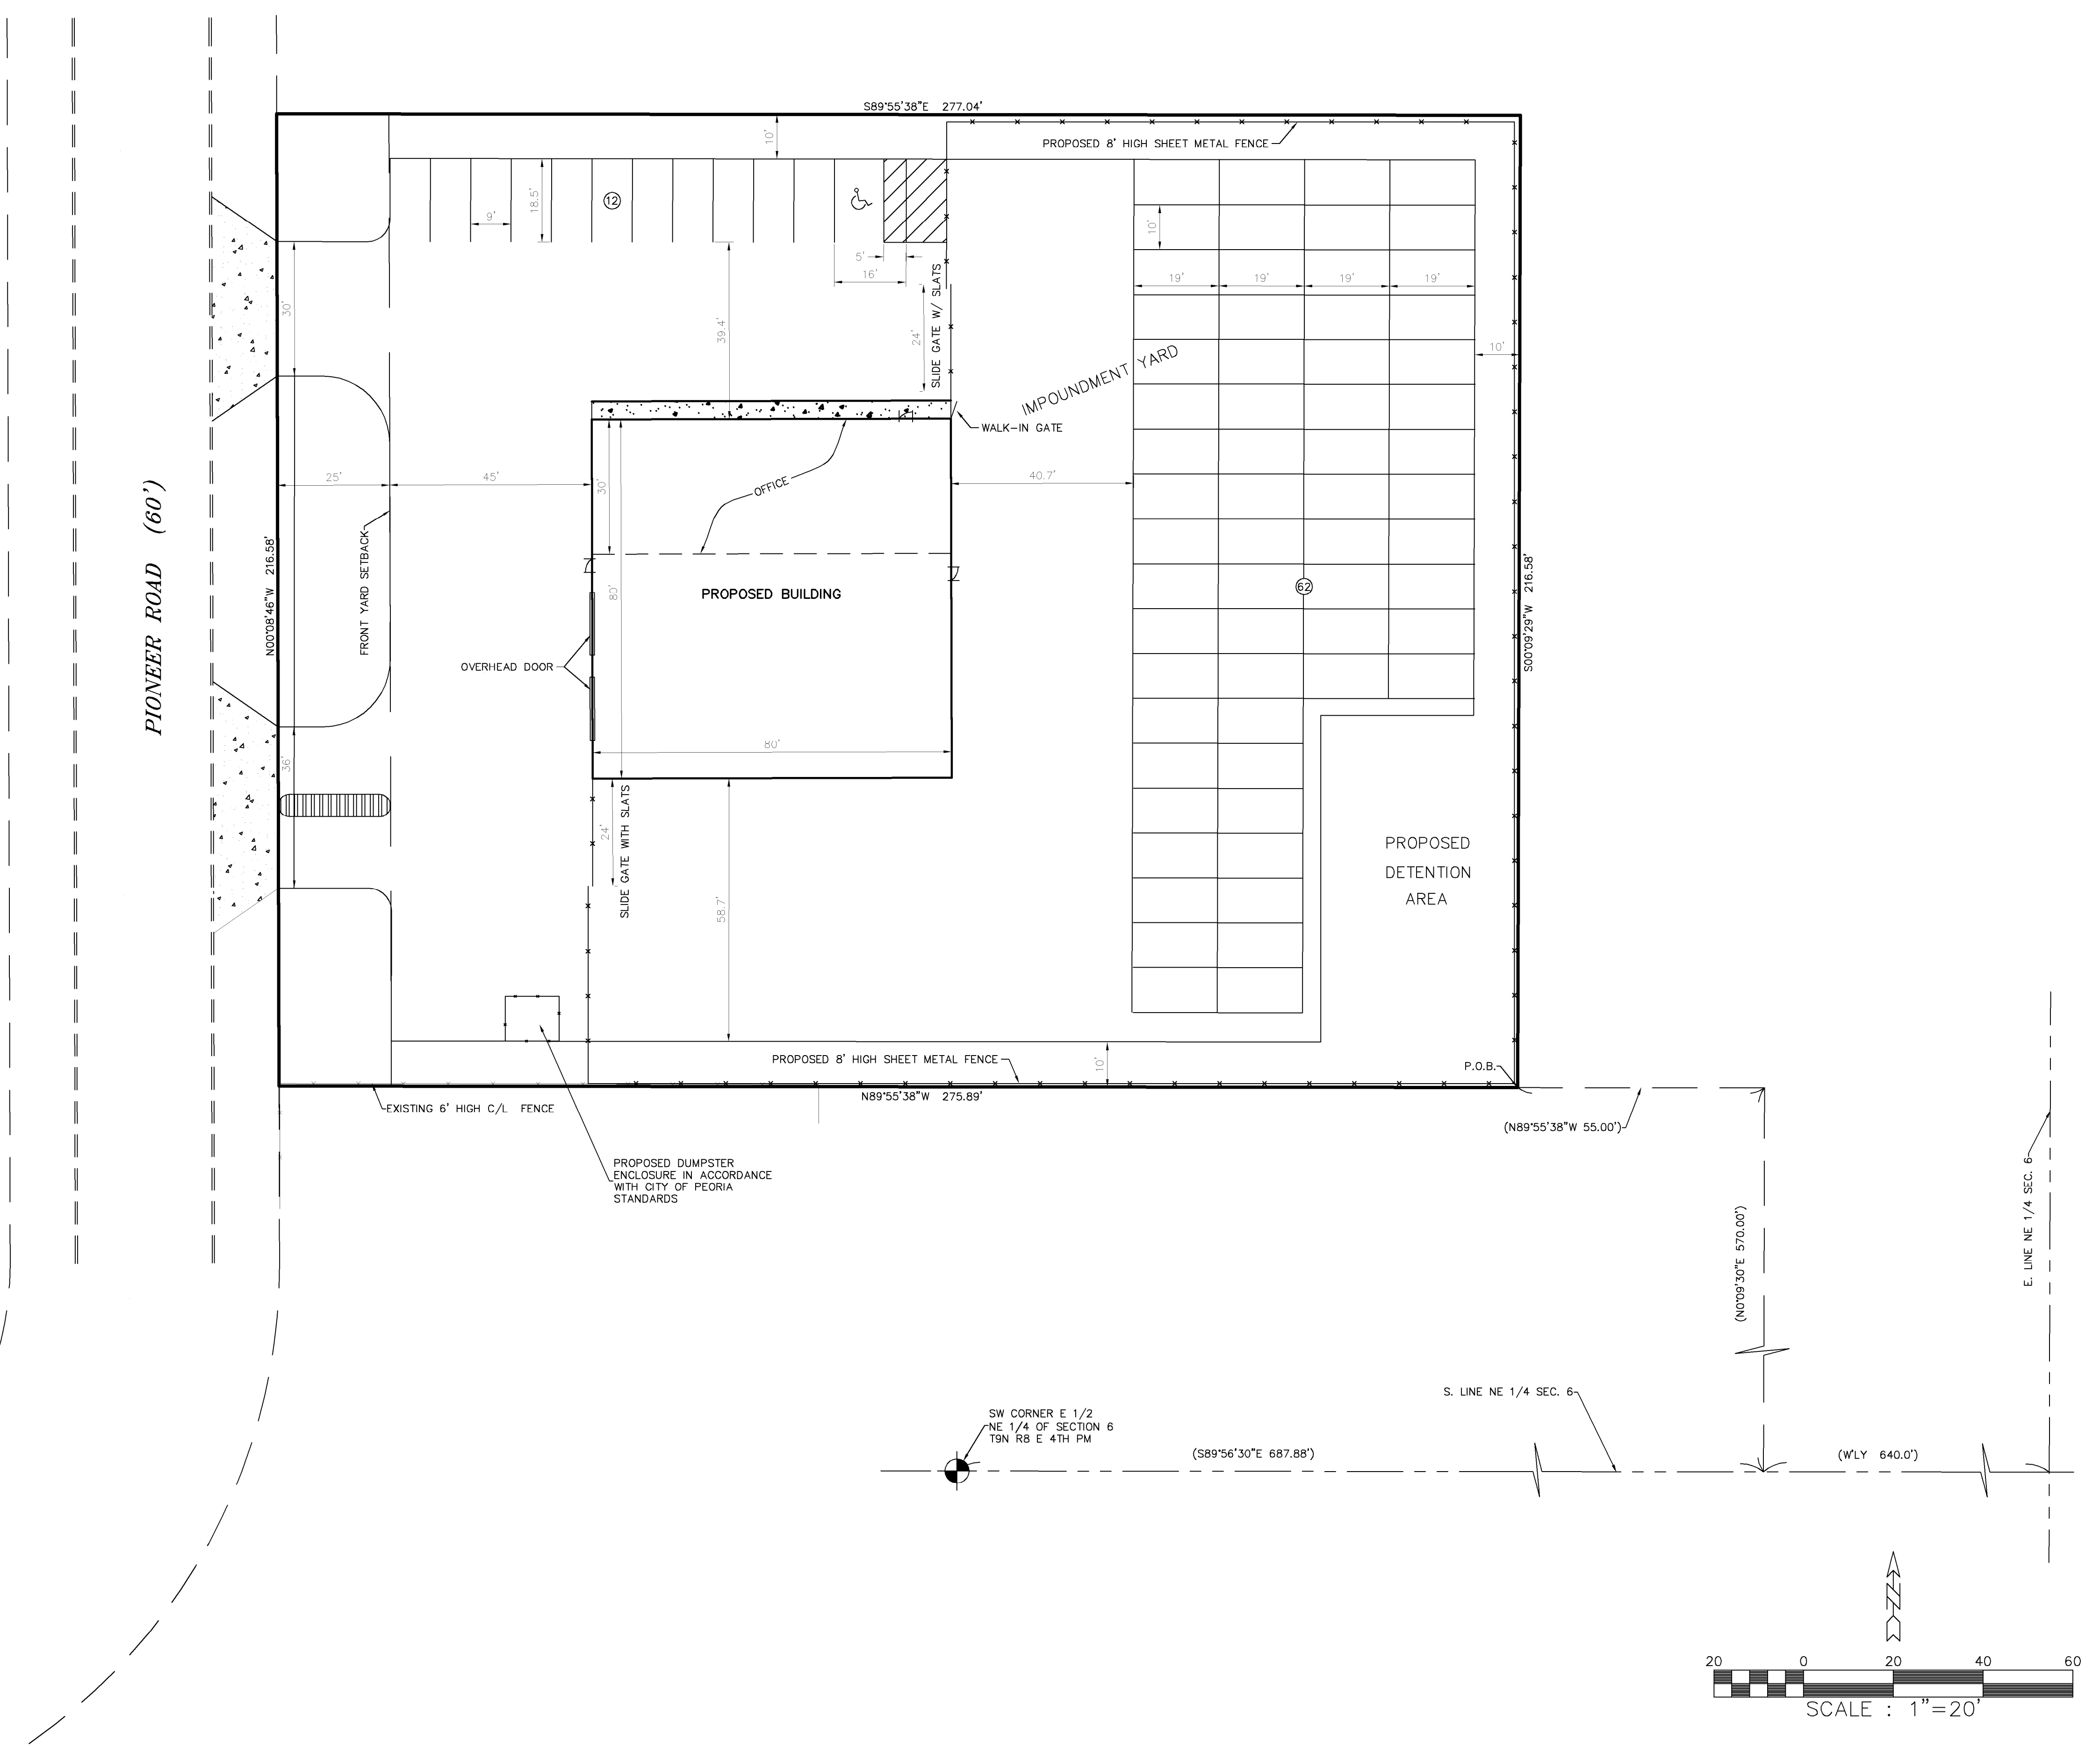 S89°55'38"E 277.04'
10'
PROPOSED 8' HIGH SHEET METAL FENCE
9'
18.5'
12
5'
16'
10'
19'
19'
19'
19'
30'
39.4'
24'
SLIDE GATE W/ SLATS
IMPOUNDMENT YARD
10'
WALK-IN GATE
25'
45'
30'
OFFICE
40.7'
PIONEER ROAD (60')
N00°08'46"W 216.58'
FRONT YARD SETBACK
80'
PROPOSED BUILDING
62
S00°09'29"W 216.58'
OVERHEAD DOOR
36'
80'
24'
SLIDE GATE WITH SLATS
58.7'
PROPOSED
DETENTION
AREA
PROPOSED 8' HIGH SHEET METAL FENCE
10'
P.O.B.
EXISTING 6' HIGH C/L FENCE
N89°55'38"W 275.89'
(N89°55'38"W 55.00')
PROPOSED DUMPSTER
ENCLOSURE IN ACCORDANCE
WITH CITY OF PEORIA
STANDARDS
(N0°09'30"E 570.00')
E. LINE NE 1/4 SEC. 6
S. LINE NE 1/4 SEC. 6
SW CORNER E 1/2
NE 1/4 OF SECTION 6
T9N R8 E 4TH PM
(S89°56'30"E 687.88')
(W'LY 640.0')
N
20 0 20 40 60
SCALE : 1"=20'